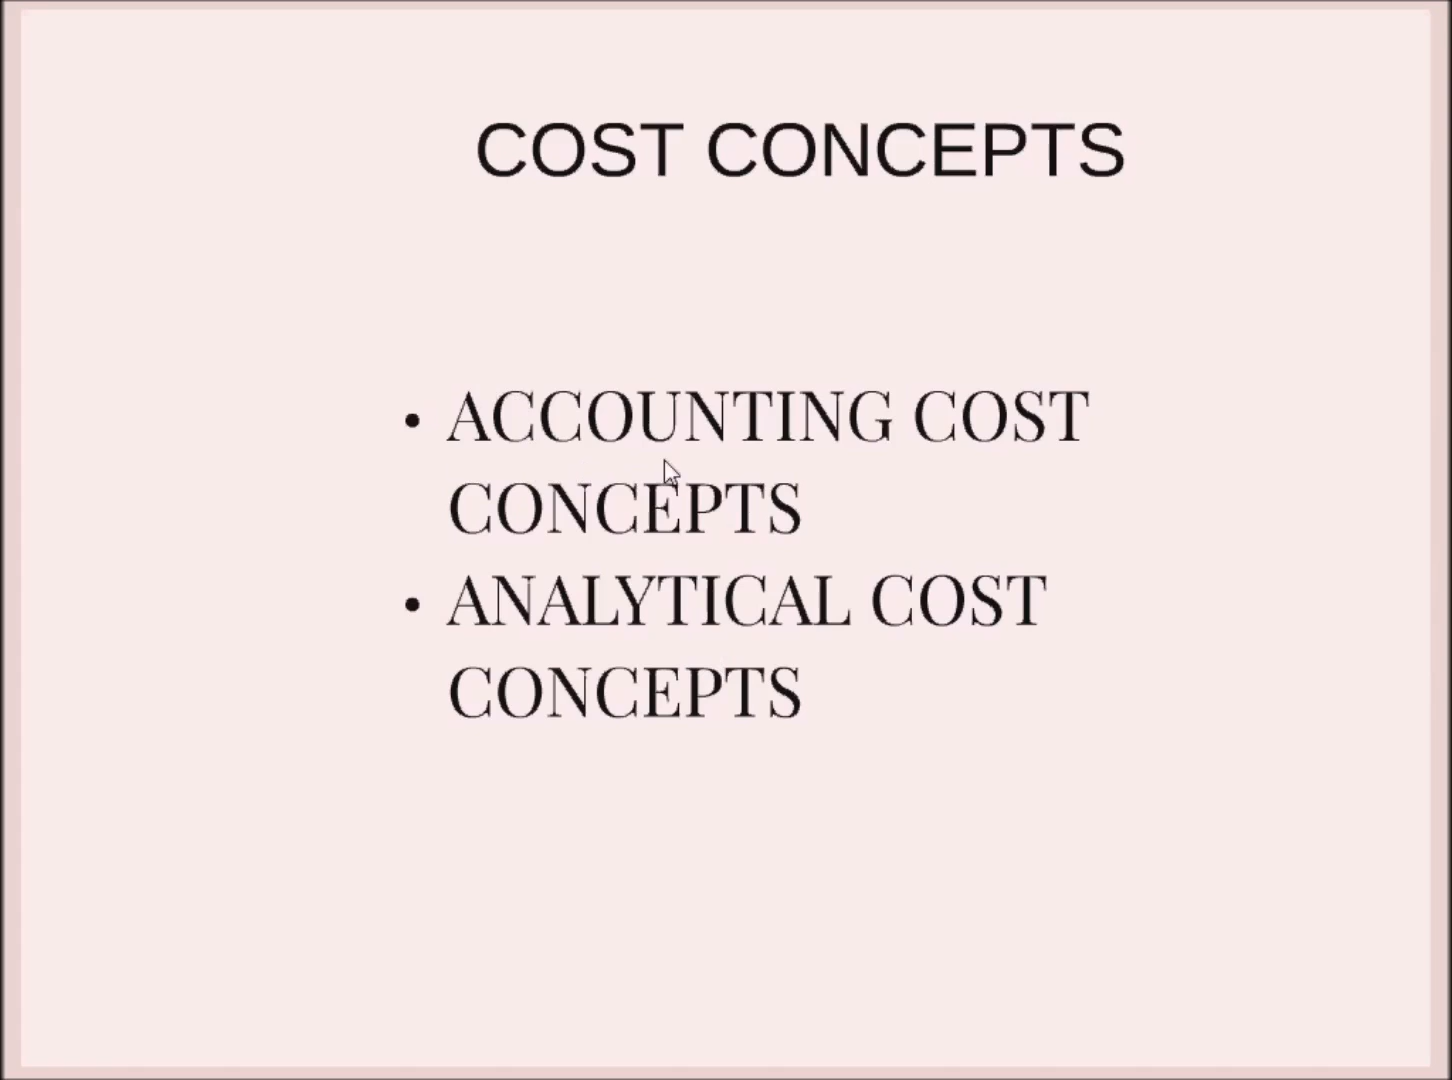 COST CONCEPTS
• ACCOUNTING COST
CONCEPTS
• ANALYTICAL COST
CONCEPTS